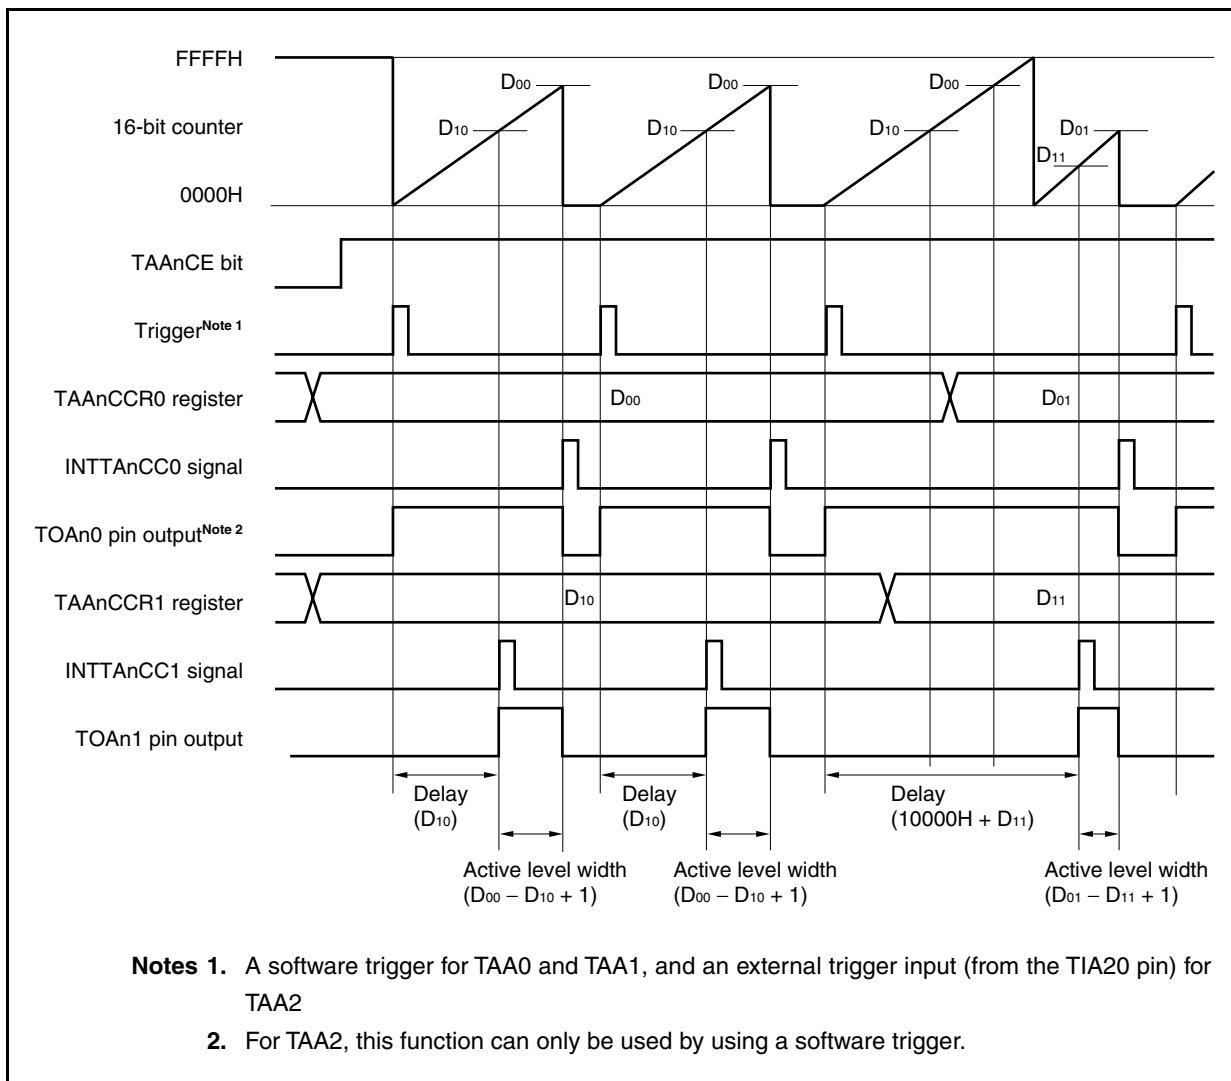 FFFFH
D00
D00
D00
16-bit counter
D10
D10
D10
D01
D11
0000H
TAAnCE bit
TriggerNote 1
TAAnCCR0 register
D00
D01
INTTAnCC0 signal
TOAn0 pin outputNote 2
TAAnCCR1 register
D10
D11
INTTAnCC1 signal
TOAn1 pin output
Delay
(D10)
Delay
(D10)
Delay
(10000H + D11)
Active level width
(D00 − D10 + 1)
Active level width
(D00 − D10 + 1)
Active level width
(D01 − D11 + 1)
Notes 1. A software trigger for TAA0 and TAA1, and an external trigger input (from the TIA20 pin) for
TAA2
2. For TAA2, this function can only be used by using a software trigger.